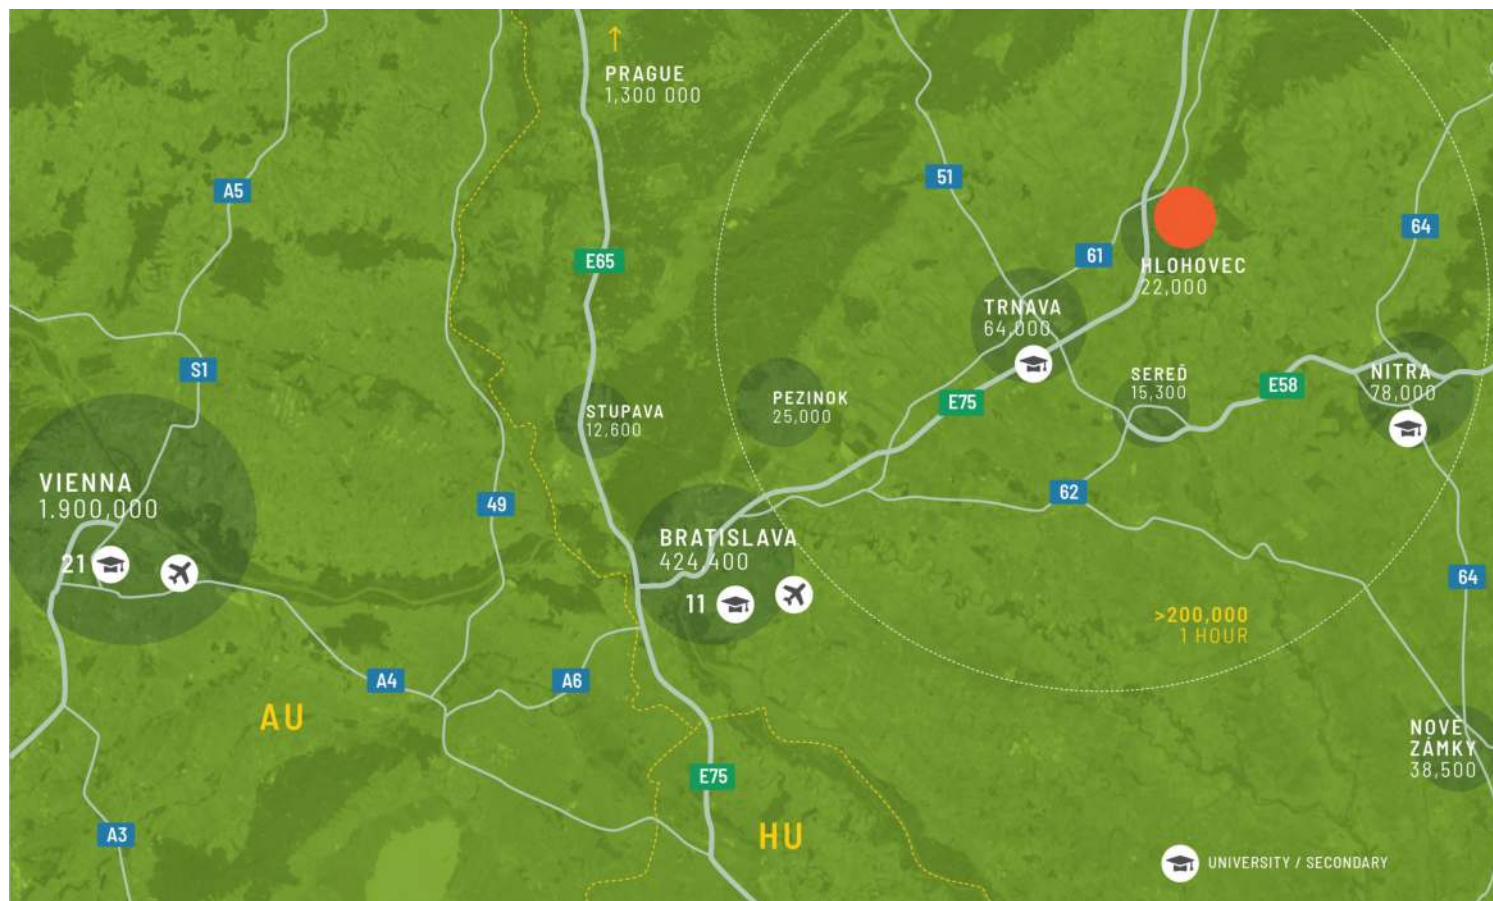 PRAGUE
1,300 000
51
A5
64
61
E65
HLOHOVEC
22,000
TRNAVA
64,000
S1
SEREĎ
15,300
E58
NITRA
78,000
PEZINOK
25,000
E75
STUPAVA
12,600
VIENNA
1.900,000
49
62
BRATISLAVA
424,400
21
11
64
>200,000
1 HOUR
A4
A6
AU
NOVÉ
ZÁMKY
38,500
E75
A3
HU
UNIVERSITY / SECONDARY